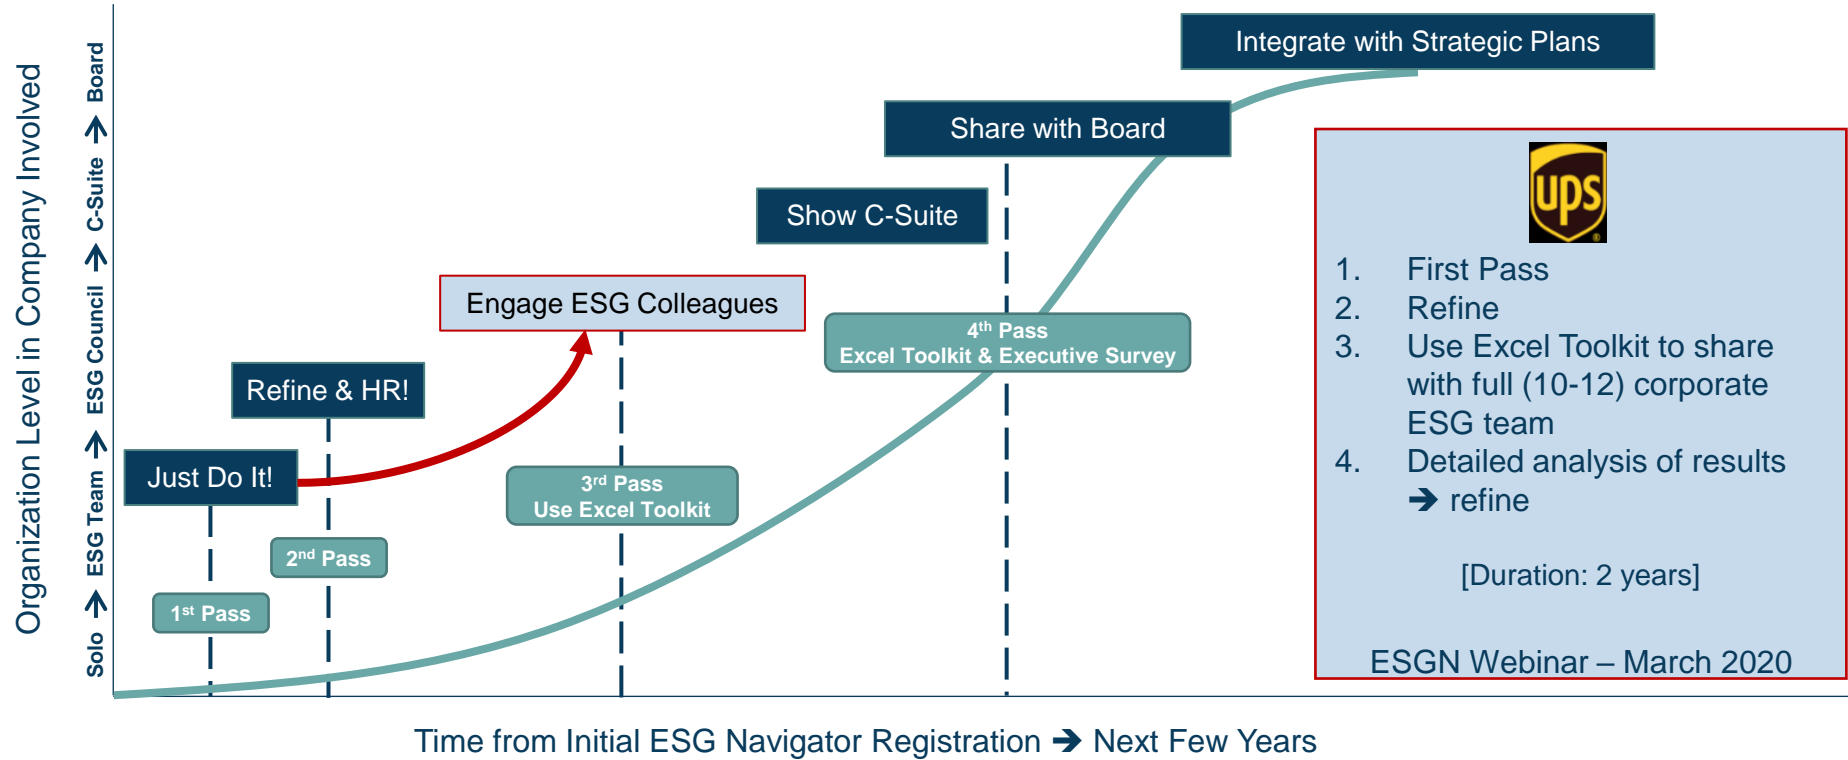 Organization Level in Company Involved
Solo ➔ ESG Team ➔ ESG Council ➔ C-Suite ➔ Board
Integrate with Strategic Plans
Share with Board
Show C-Suite
Engage ESG Colleagues
4th Pass
Excel Toolkit & Executive Survey
Refine & HR!
Just Do It!
3rd Pass
Use Excel Toolkit
2nd Pass
1st Pass
ups
®
1. First Pass
2. Refine
3. Use Excel Toolkit to share
with full (10-12) corporate
ESG team
4. Detailed analysis of results
➔ refine
[Duration: 2 years]
ESGN Webinar – March 2020
Time from Initial ESG Navigator Registration ➔ Next Few Years